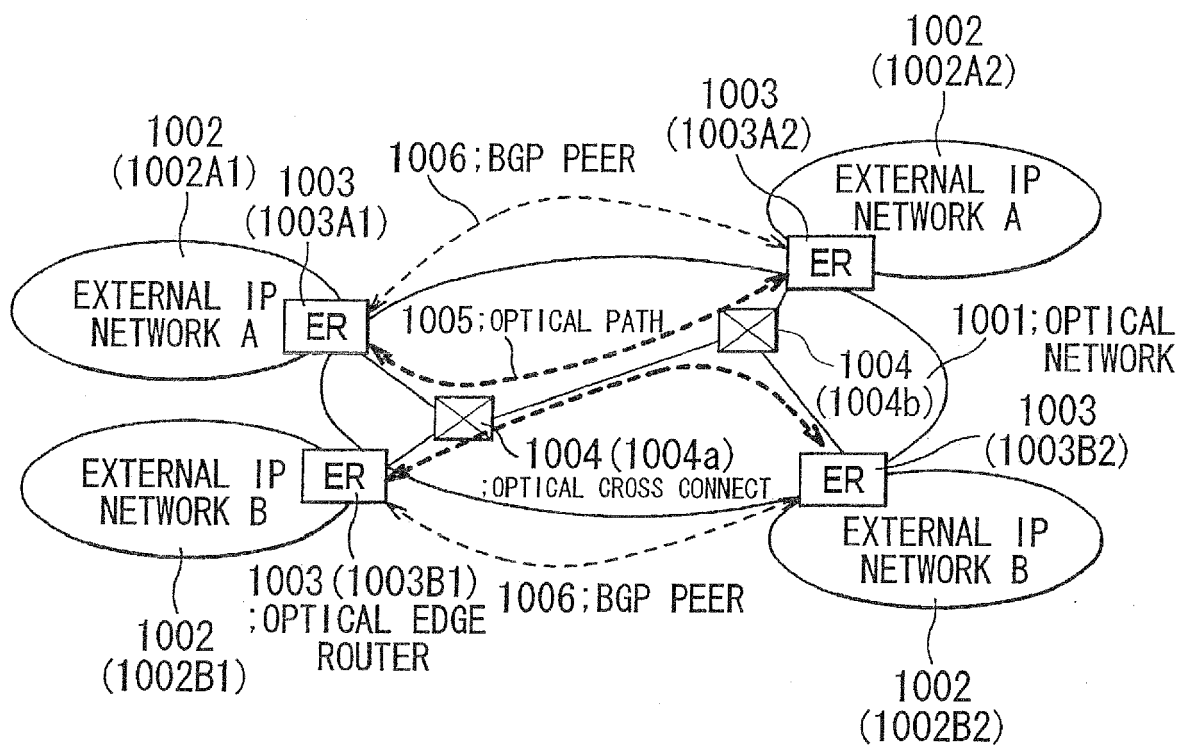 1002
(1002A2)
1003
(1003A2)
1002
(1002A1)
1003
(1003A1)
1006;BGP PEER
EXTERNAL IP
NETWORK A
ER
EXTERNAL IP
NETWORK A
ER
1005;OPTICAL PATH
1001;OPTICAL
NETWORK
1004
(1004b)
1003
(1003B2)
EXTERNAL IP
NETWORK B
ER
1004(1004a)
;OPTICAL CROSS CONNECT
ER
EXTERNAL IP
NETWORK B
1003(1003B1)
;OPTICAL EDGE
ROUTER
1006;BGP PEER
1002
(1002B1)
1002
(1002B2)